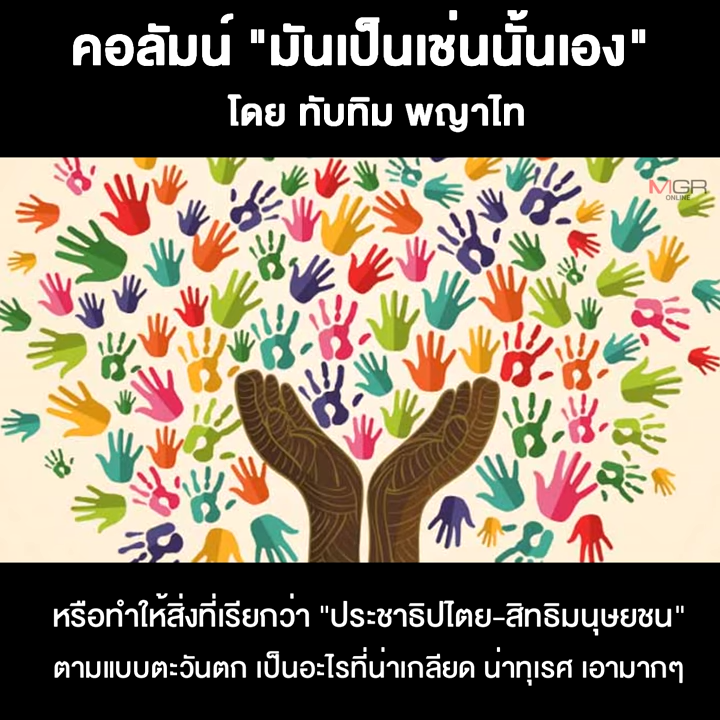 คอลัมน์ "มันเป็นเช่นนั้นเอง"
โดย ทับทิม พญาไท
MGR
ONLINE
หรือทำให้สิ่งที่เรียกว่า "ประชาธิปไตย-สิทธิมนุษยชน"
ตามแบบตะวันตก เป็นอะไรที่น่าเกลียด น่าทุเรศ เอามากๆ